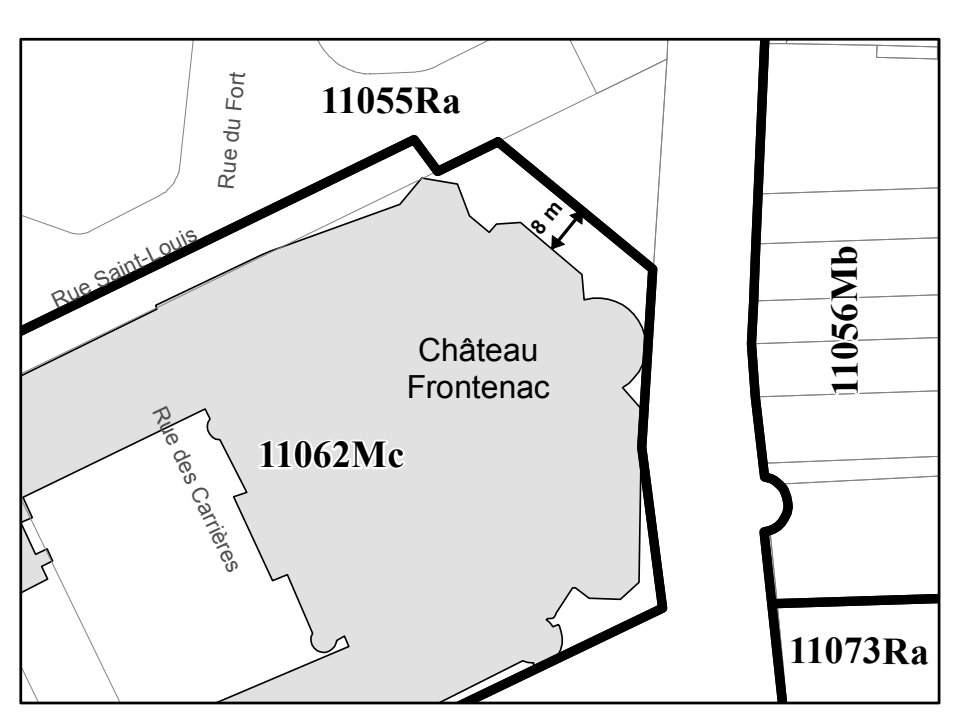 11055Ra
Rue du Fort
8 m
Rue Saint-Louis
11056Mb
Château
Frontenac
11062Mc
Rue des Carrières
11073Ra